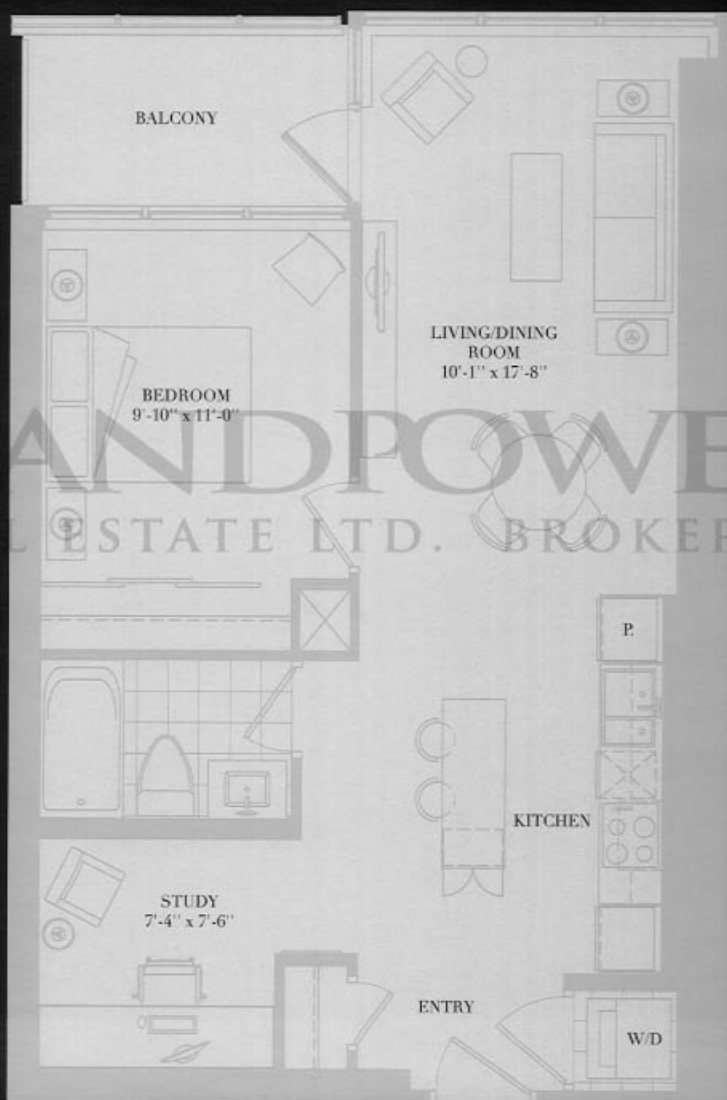 BALCONY
LIVING/DINING
ROOM
10'-1" x 17'-8"
BEDROOM
9'-10" x 11'-0"
ANDPOWE
L ESTATE LTD. BROKER
P.
KITCHEN
STUDY
7'-4" x 7'-6"
ENTRY
W/D